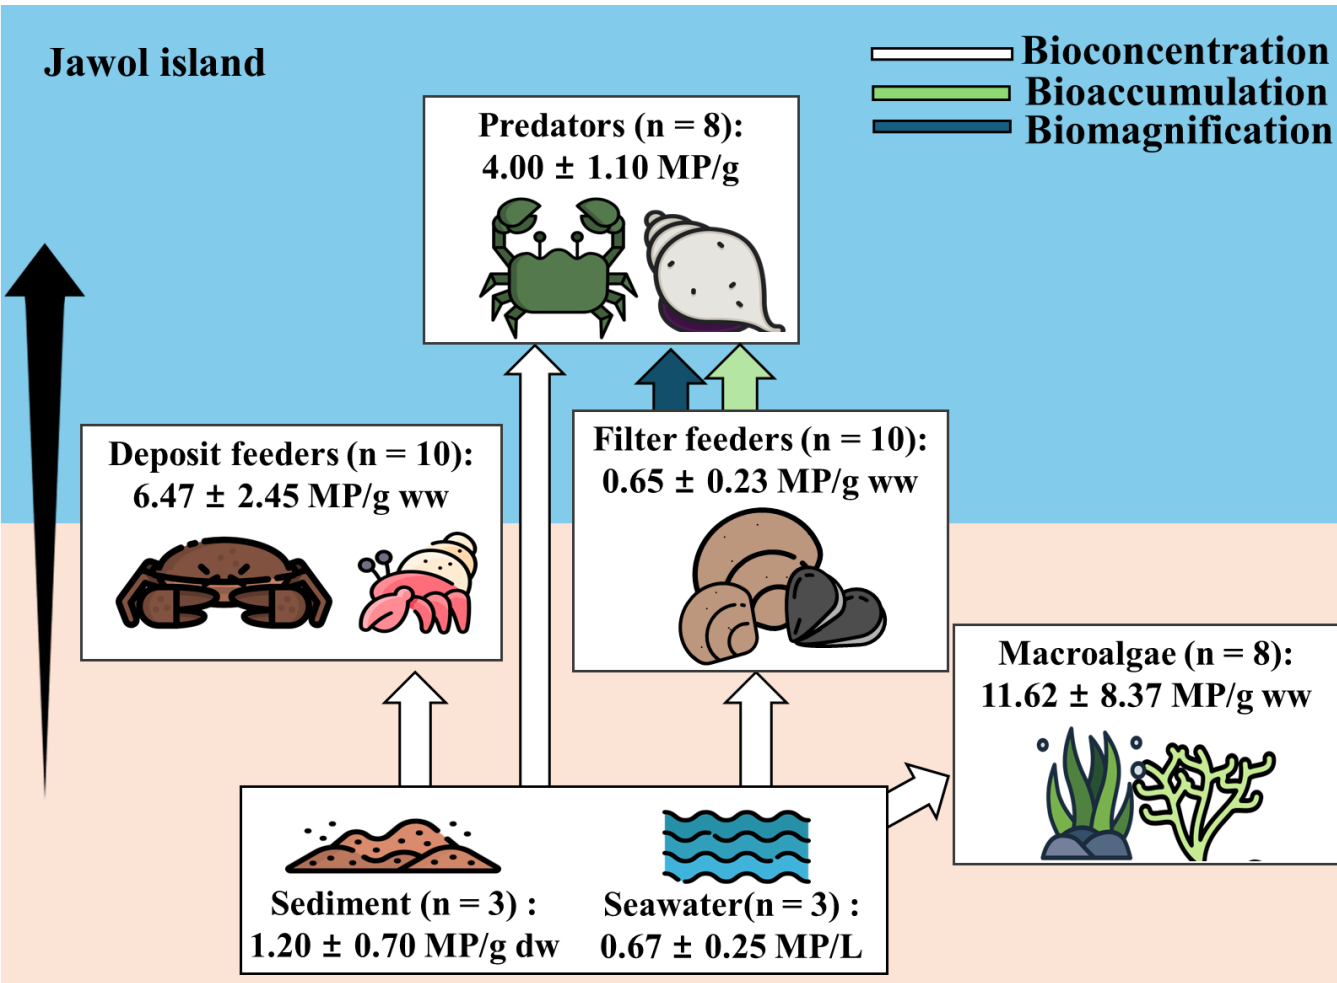 Jawol island
Bioconcentration
Bioaccumulation
Biomagnification
Predators (n = 8):
4.00 ± 1.10 MP/g
Deposit feeders (n = 10):
6.47 ± 2.45 MP/g ww
Filter feeders (n = 10):
0.65 ± 0.23 MP/g ww
Macroalgae (n = 8):
11.62 ± 8.37 MP/g ww
Sediment (n = 3) :
1.20 ± 0.70 MP/g dw
Seawater(n = 3) :
0.67 ± 0.25 MP/L